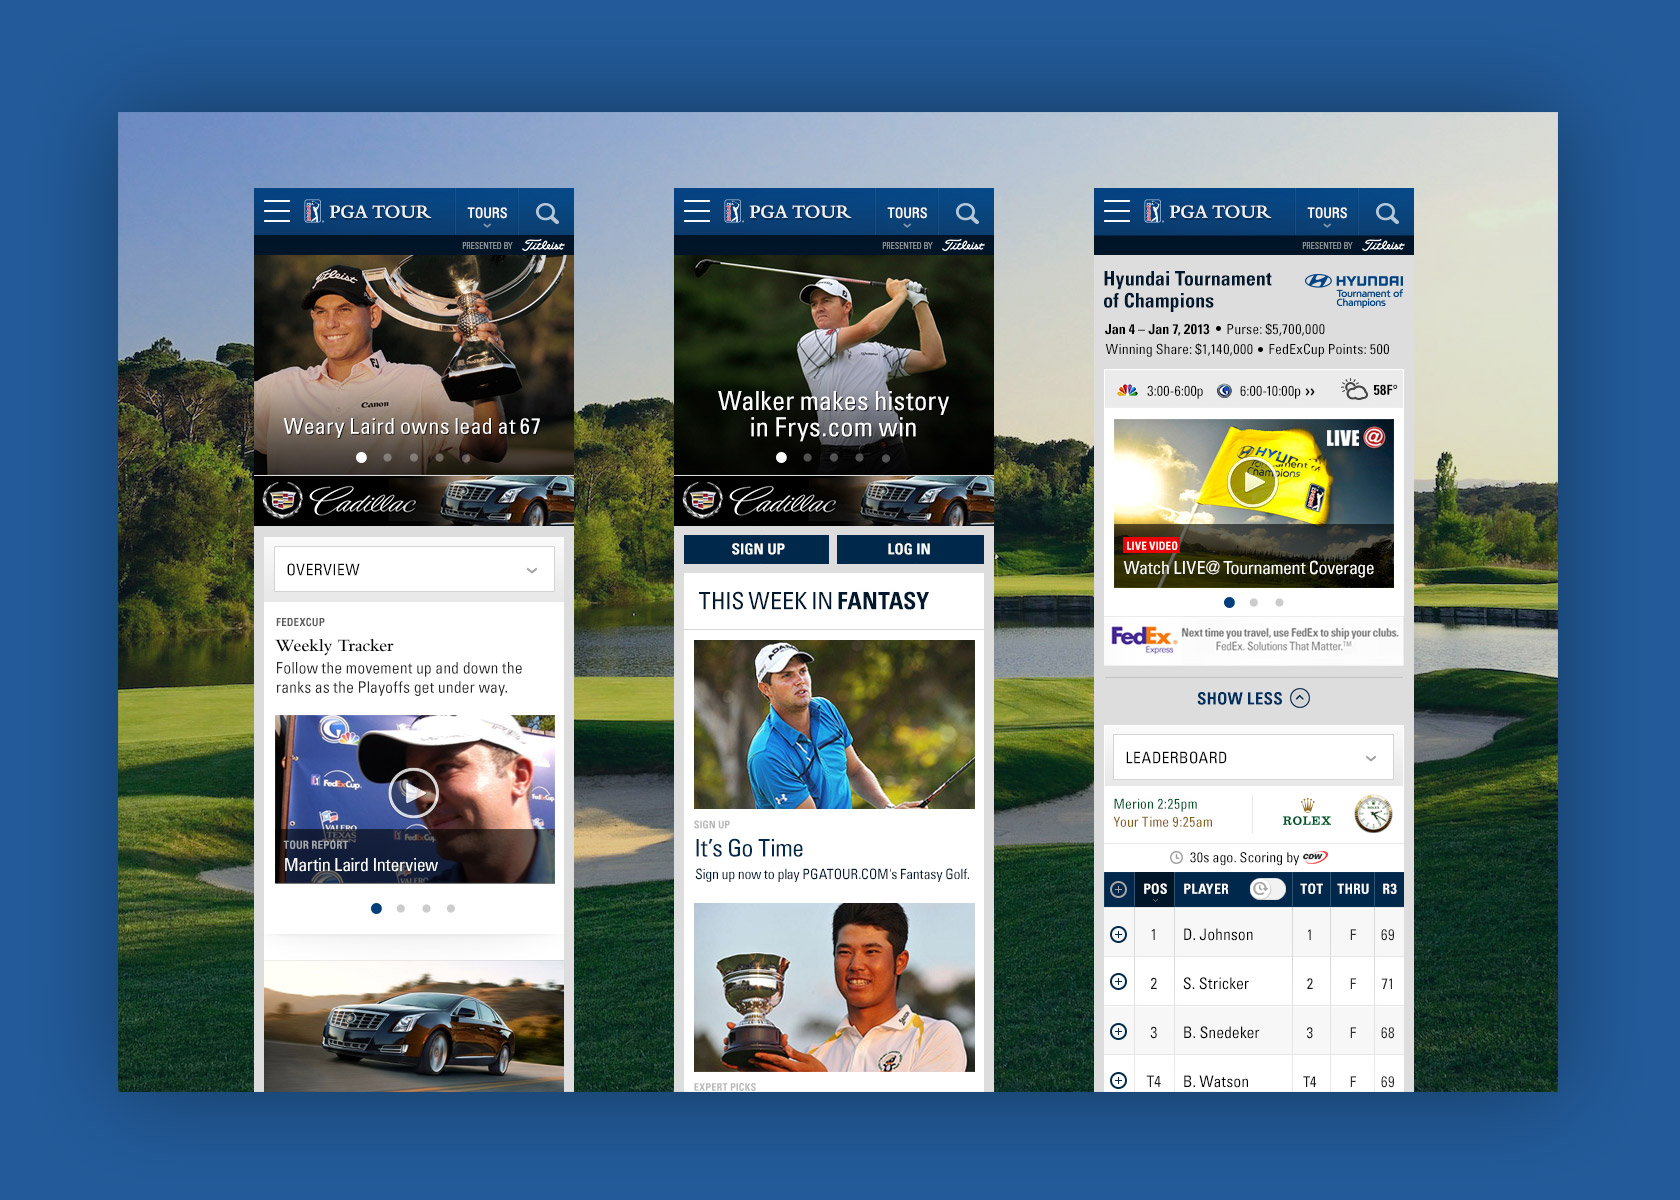 PGA TOUR
TOURS
PRESENTED BY Titleist
Titleist
Canon
Weary Laird owns lead at 67
Cadillac
OVERVIEW
FEDEXCUP
Weekly Tracker
Follow the movement up and down the
ranks as the Playoffs get under way.
FedExCup
VALERO
TEXAS
TOUR REPORT
Martin Laird Interview
PGA TOUR
TOURS
PRESENTED BY Titleist
Walker makes history
in Frys.com win
Cadillac
SIGN UP
LOG IN
THIS WEEK IN FANTASY
SIGN UP
It's Go Time
Sign up now to play PGATOUR.COM's Fantasy Golf.
EXPERT PICKS
PGA TOUR
TOURS
PRESENTED BY Titleist
Hyundai Tournament
of Champions
HYUNDAI
Tournament of
Champions
Jan 4 – Jan 7, 2013 • Purse: $5,700,000
Winning Share: $1,140,000 • FedExCup Points: 500
3:00-6:00p
6:00-10:00p ››
58F°
LIVE@
HYUNDAI
Tournament of
Champions
LIVE VIDEO
Watch LIVE@ Tournament Coverage
FedEx
Express
Next time you travel, use FedEx to ship your clubs.
FedEx. Solutions That Matter.™
SHOW LESS
LEADERBOARD
Merion 2:25pm
Your Time 9:25am
ROLEX
30s ago. Scoring by CDW
POS PLAYER TOT THRU R3
1 D. Johnson 1 F 69
2 S. Stricker 2 F 71
3 B. Snedeker 3 F 68
T4 B. Watson T4 F 69